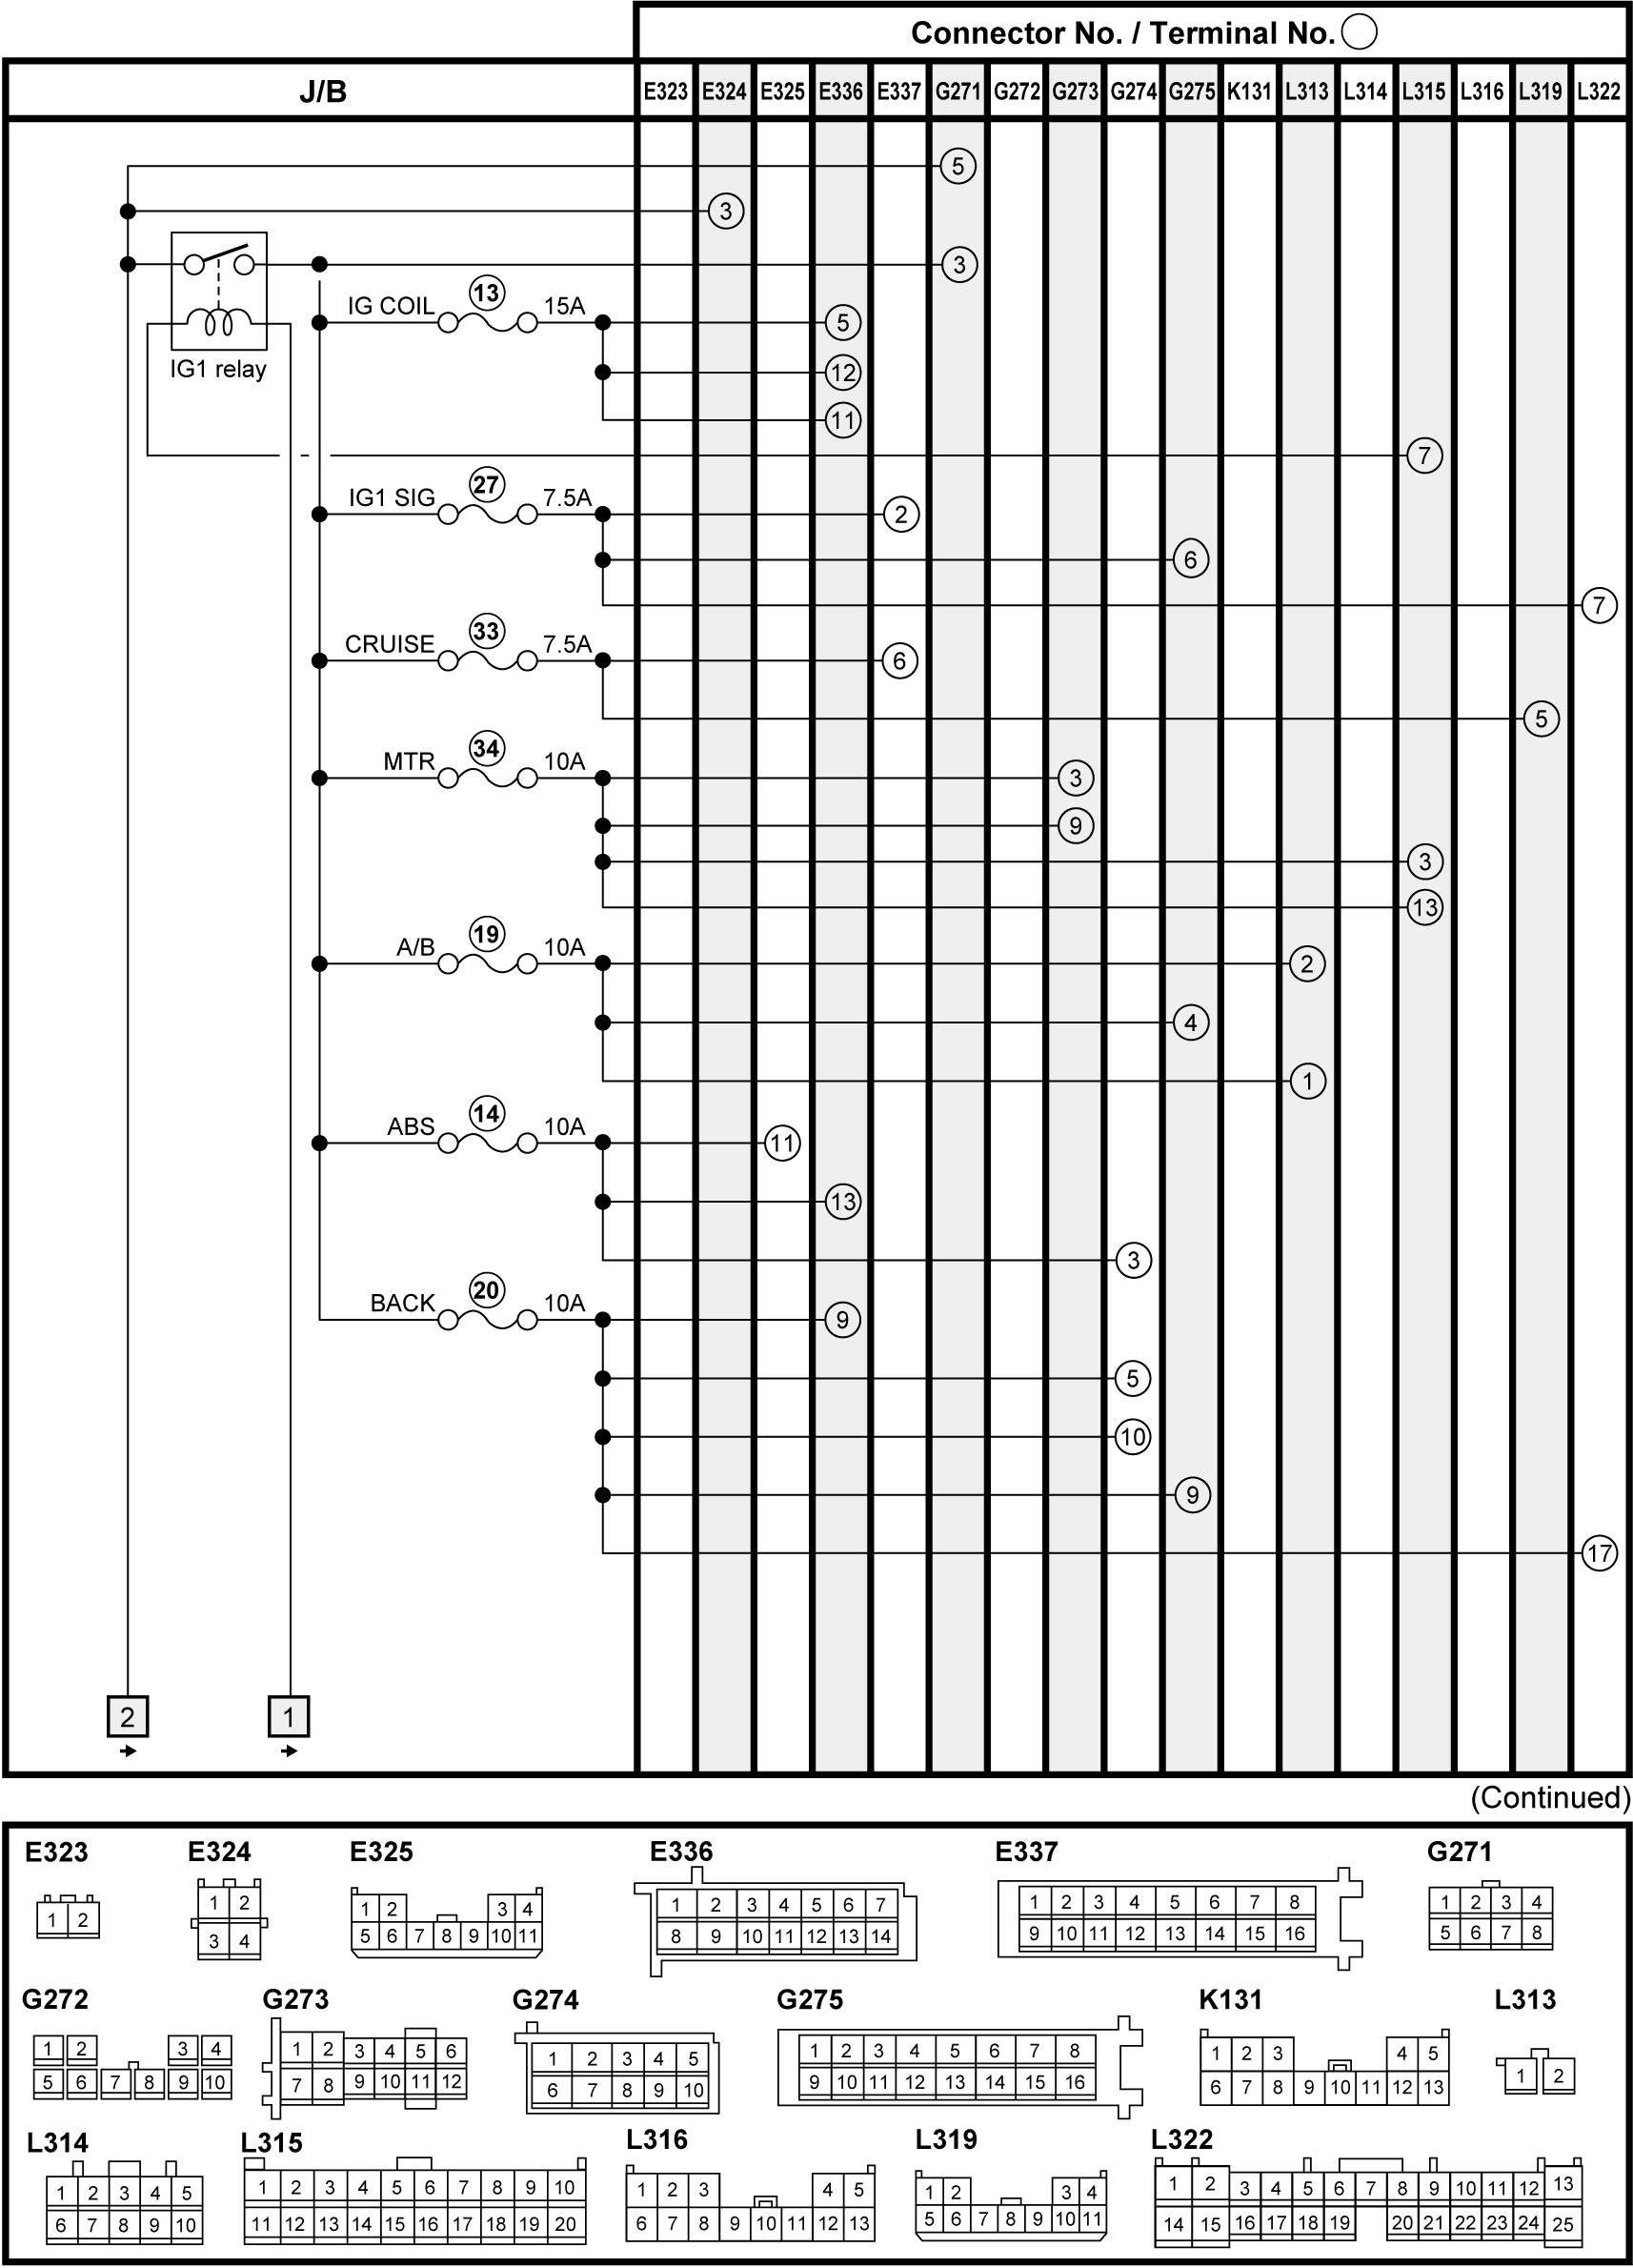 Connector No. / Terminal No.
J/B E323 E324 E325 E336 E337 G271 G272 G273 G274 G275 K131 L313 L314 L315 L316 L319 L322
5
3
3
13
IG COIL 15A 5
IG1 relay
12
11
7
27
IG1 SIG 7.5A 2
6
7
33
CRUISE 7.5A 6
5
34
MTR 10A 3
9
3
13
19
A/B 10A 2
4
1
14
ABS 10A 11
13
3
20
BACK 10A 9
5
10
9
17
2 1
(Continued)
E323 E324 E325 E336 E337 G271
1 2
1 2
3 4
1 2 3 4
5 6 7 8 9 10 11
1 2 3 4 5 6 7
8 9 10 11 12 13 14
1 2 3 4 5 6 7 8
9 10 11 12 13 14 15 16
1 2 3 4
5 6 7 8
G272 G273 G274 G275 K131 L313
1 2 3 4
5 6 7 8 9 10
1 2 3 4 5 6
7 8 9 10 11 12
1 2 3 4 5
6 7 8 9 10
1 2 3 4 5 6 7 8
9 10 11 12 13 14 15 16
1 2 3 4 5
6 7 8 9 10 11 12 13
1 2
L314 L315 L316 L319 L322
1 2 3 4 5
6 7 8 9 10
1 2 3 4 5 6 7 8 9 10
11 12 13 14 15 16 17 18 19 20
1 2 3 4 5
6 7 8 9 10 11 12 13
1 2 3 4
5 6 7 8 9 10 11
1 2 3 4 5 6 7 8 9 10 11 12 13
14 15 16 17 18 19 20 21 22 23 24 25